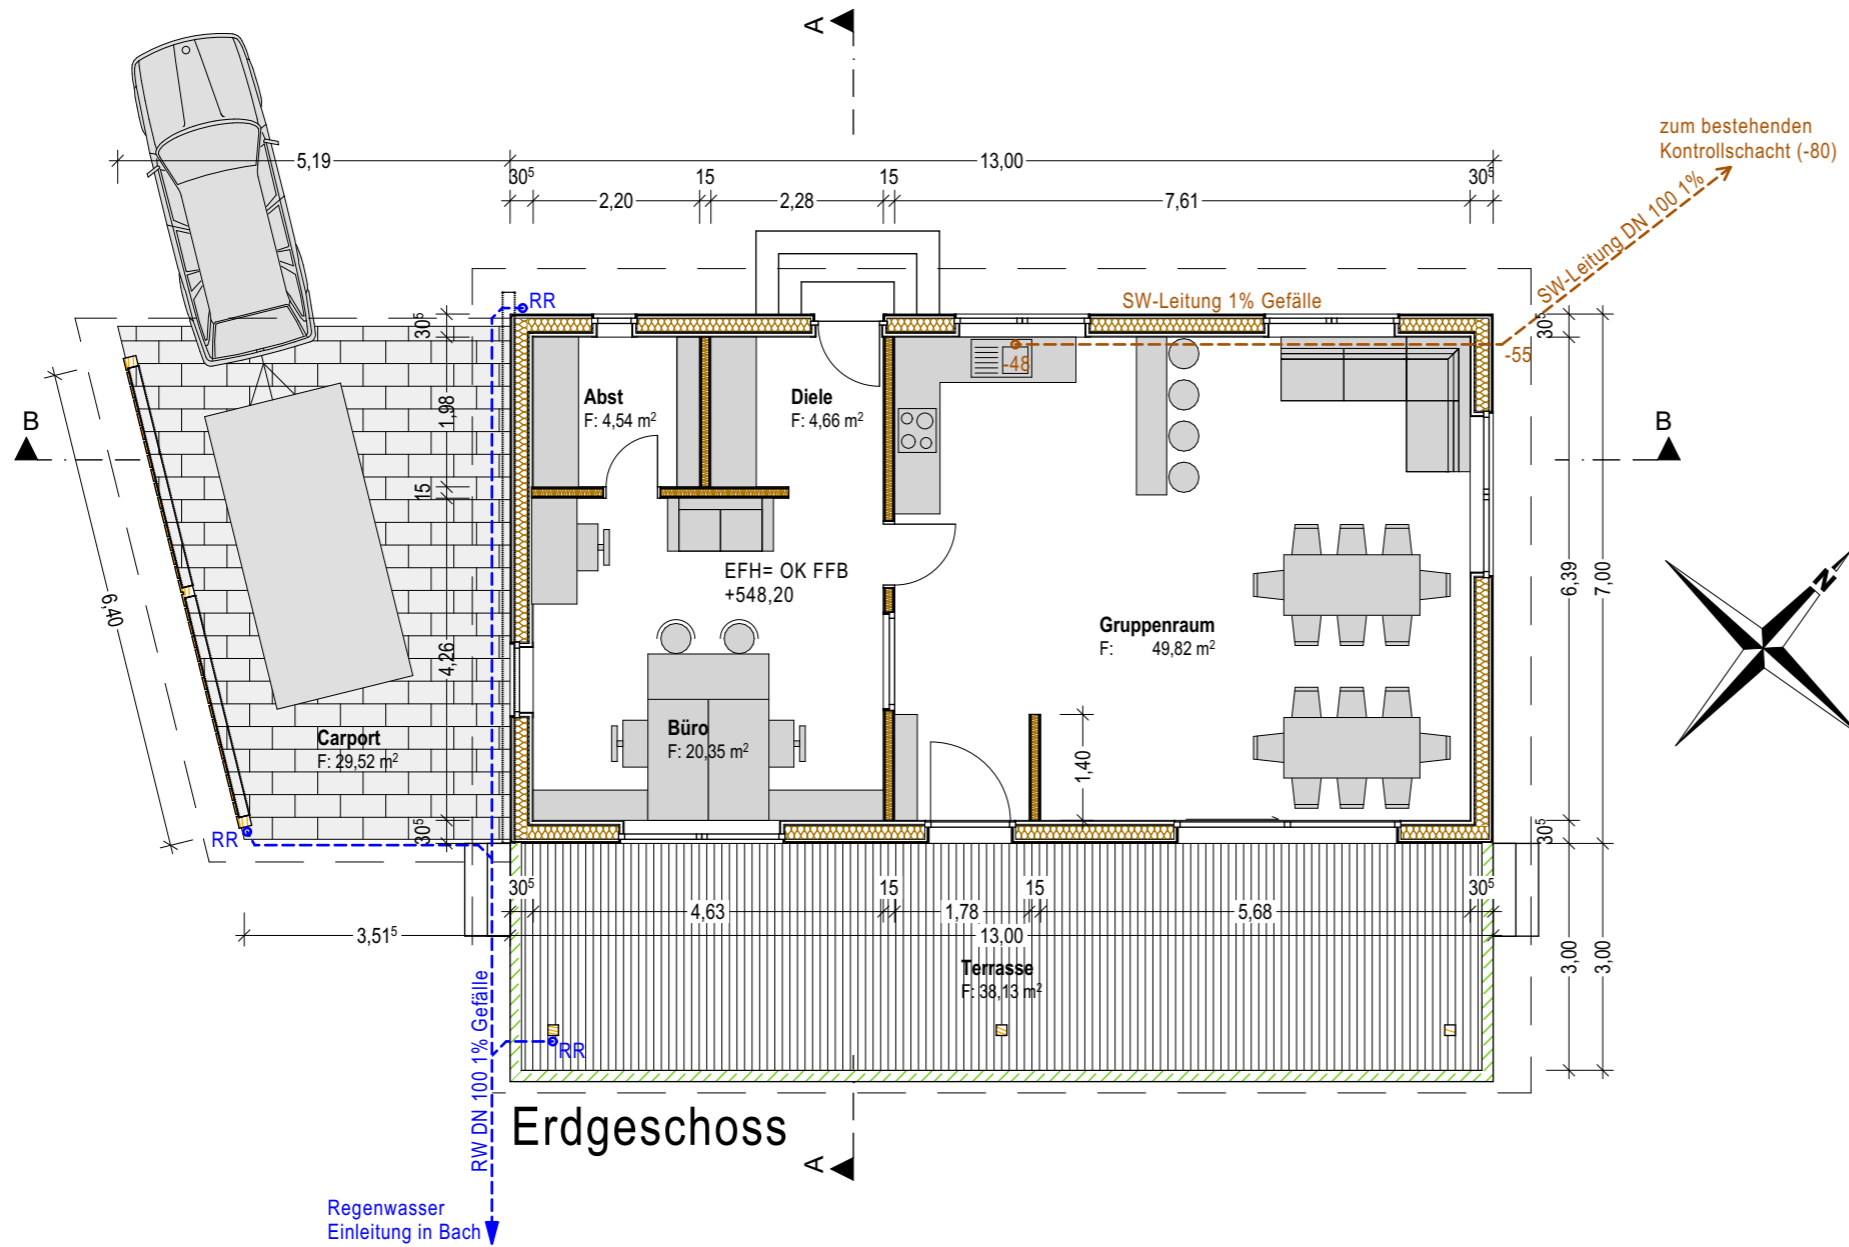 A
zum bestehenden
Kontrollschacht (-80)
5,19
13,00
30⁵
2,20
15
2,28
15
7,61
30⁵
SW-Leitung DN 100 1%
RR
SW-Leitung 1% Gefälle
30⁵
30⁵
-48
-55
Abst
F: 4,54 m²
Diele
F: 4,66 m²
1,98
B
B
15
N
EFH= OK FFB
+548,20
6,39
7,00
6,40
Gruppenraum
F: 49,82 m²
4,26
Carport
F: 29,52 m²
Büro
F: 20,35 m²
1,40
RR
30⁵
30⁵
30⁵
4,63
15
1,78
15
5,68
30⁵
3,51⁵
13,00
3,00
3,00
Terrasse
F: 38,13 m²
RR
RW DN 100 1% Gefälle
Erdgeschoss
A
Regenwasser
Einleitung in Bach